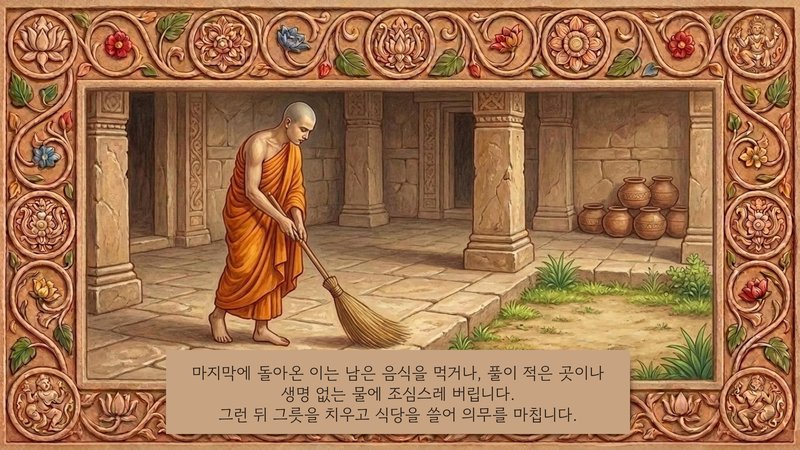 마지막에 돌아온 이는 남은 음식을 먹거나, 풀이 적은 곳이나
생명 없는 물에 조심스레 버립니다.
그런 뒤 그릇을 치우고 식당을 쓸어 의무를 마칩니다.